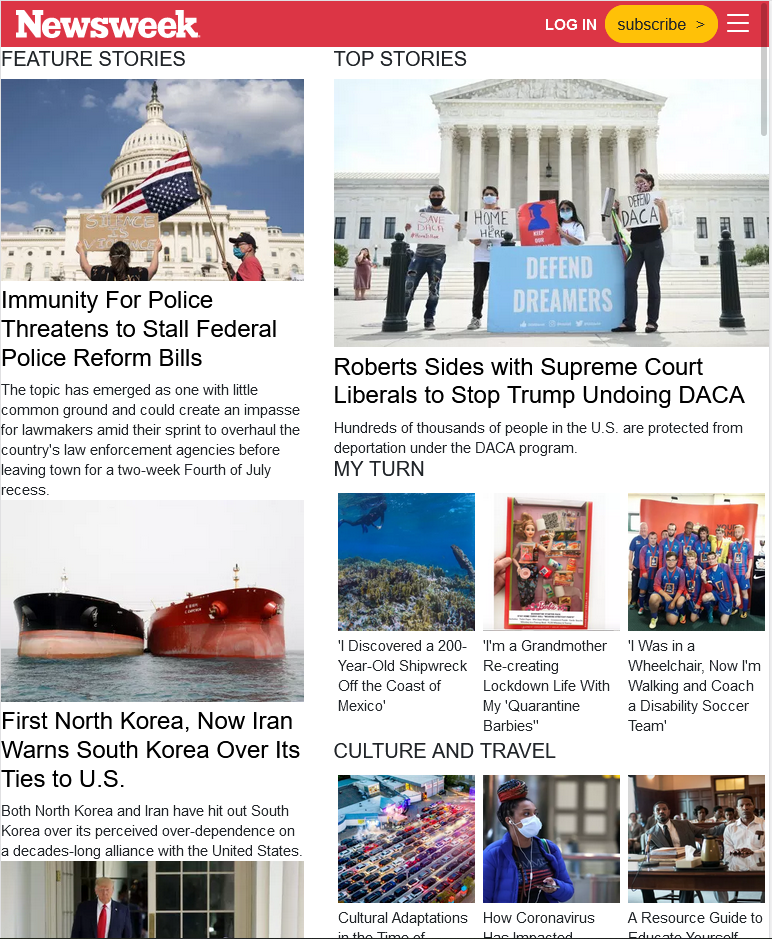 Newsweek
LOG IN
subscribe >
FEATURE STORIES
SILENCE
IS
VIOLENCE
Immunity For Police
Threatens to Stall Federal
Police Reform Bills
The topic has emerged as one with little
common ground and could create an impasse
for lawmakers amid their sprint to overhaul the
country's law enforcement agencies before
leaving town for a two-week Fourth of July
recess.
First North Korea, Now Iran
Warns South Korea Over Its
Ties to U.S.
Both North Korea and Iran have hit out South
Korea over its perceived over-dependence on
a decades-long alliance with the United States.
TOP STORIES
SAVE
DACA
HOME
IS
HERE
KEEP
OUR
DEFEND
DACA
DEFEND
DREAMERS
Roberts Sides with Supreme Court
Liberals to Stop Trump Undoing DACA
Hundreds of thousands of people in the U.S. are protected from
deportation under the DACA program.
MY TURN
Barbie
'I Discovered a 200-
Year-Old Shipwreck
Off the Coast of
Mexico'
'I'm a Grandmother
Re-creating
Lockdown Life With
My 'Quarantine
Barbies"
'I Was in a
Wheelchair, Now I'm
Walking and Coach
a Disability Soccer
Team'
CULTURE AND TRAVEL
Cultural Adaptations
in the Time of
How Coronavirus
Has Impacted
A Resource Guide to
Educate Yourself